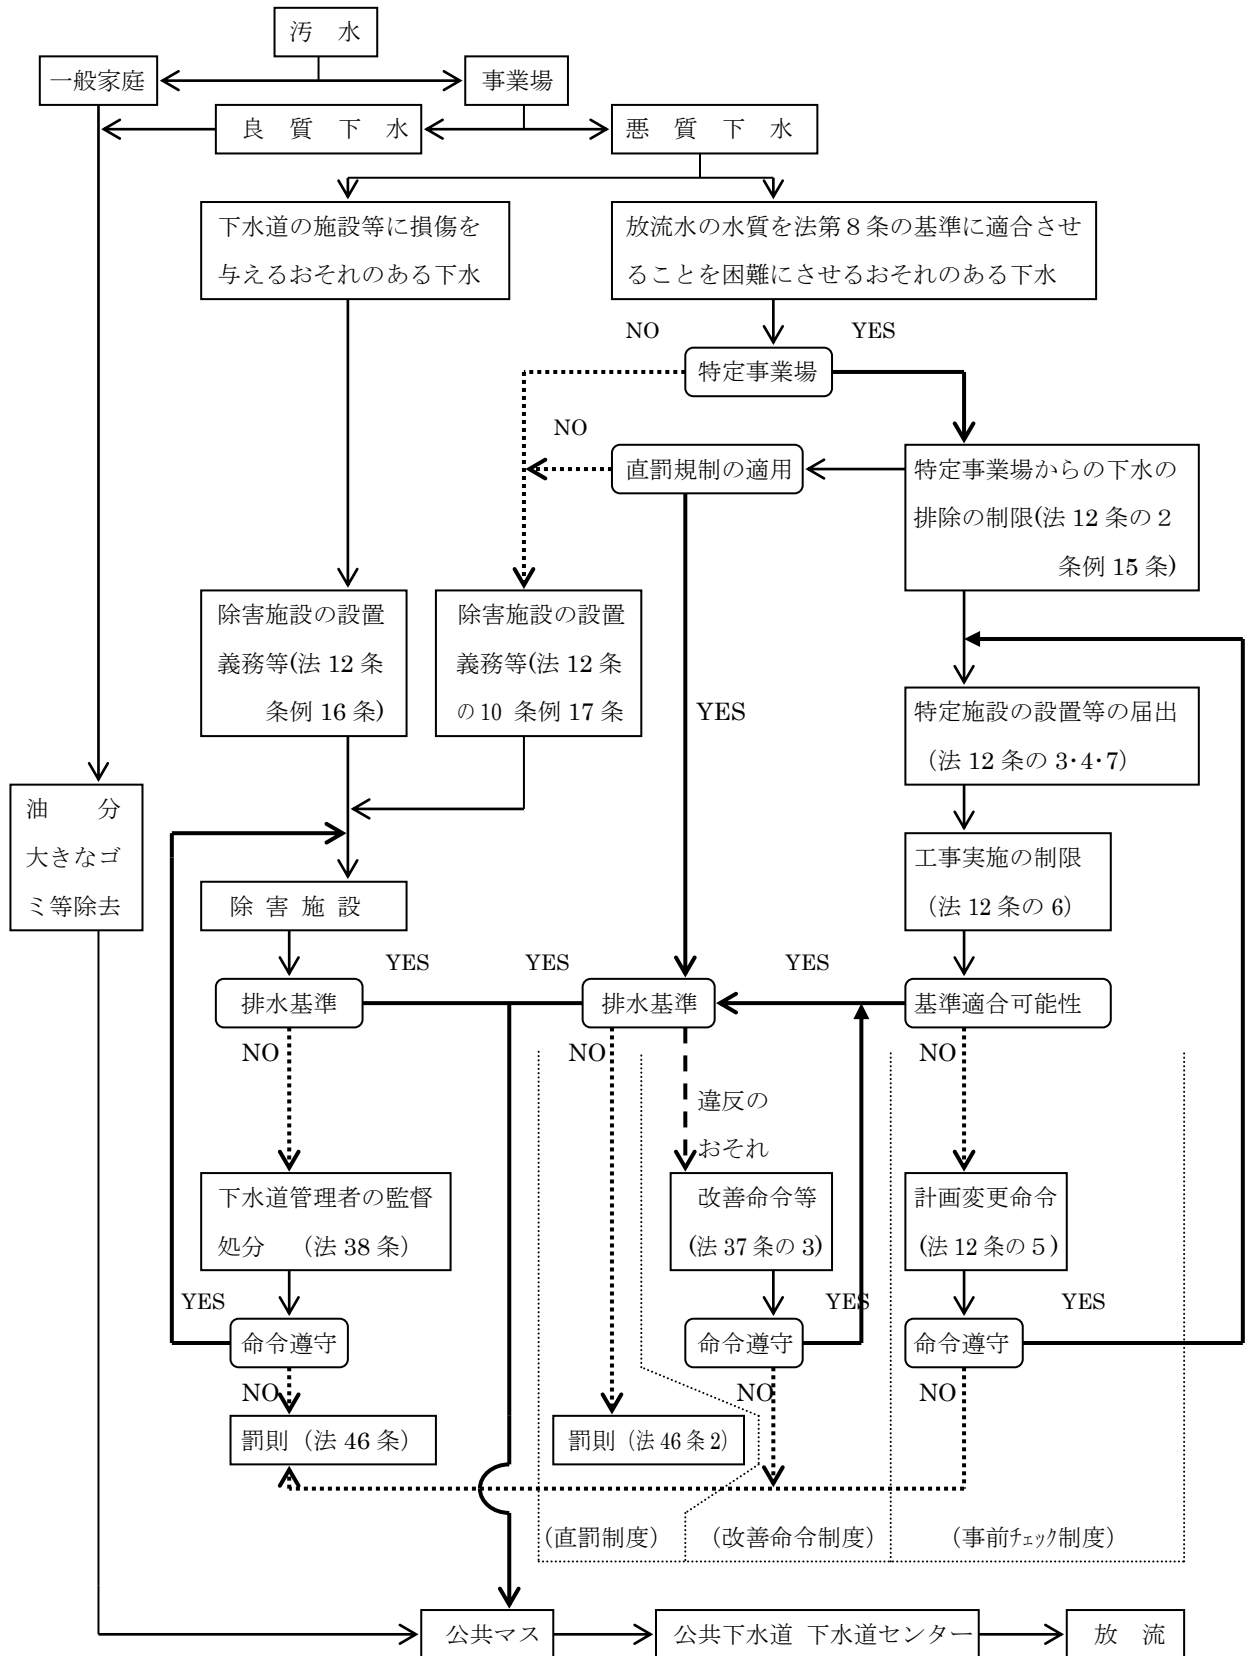 汚 水
一般家庭
事業場
良 質 下 水
悪 質 下 水
下水道の施設等に損傷を
与えるおそれのある下水
放流水の水質を法第８条の基準に適合させ
ることを困難にさせるおそれのある下水
NO
YES
特定事業場
NO
直罰規制の適用
特定事業場からの下水の
排除の制限(法 12 条の２
条例 15 条)
除害施設の設置
義務等(法 12 条
条例 16 条)
除害施設の設置
義務等(法 12
の 10 条例 17 条
YES
特定施設の設置等の届出
（法 12 条の 3･4･7）
油 分
大きなゴ
ミ等除去
工事実施の制限
（法 12 条の 6）
除 害 施 設
YES
YES
YES
排水基準
排水基準
基準適合可能性
NO
NO
NO
違反の
おそれ
下水道管理者の監督
処分 （法 38 条）
改善命令等
(法 37 条の 3)
計画変更命令
(法 12 条の５)
YES
YES
YES
命令遵守
命令遵守
命令遵守
NO
NO
NO
罰則（法 46 条）
罰則（法 46 条 2）
（直罰制度）
（改善命令制度）
（事前ﾁｪｯｸ制度）
公共マス
公共下水道 下水道センター
放 流